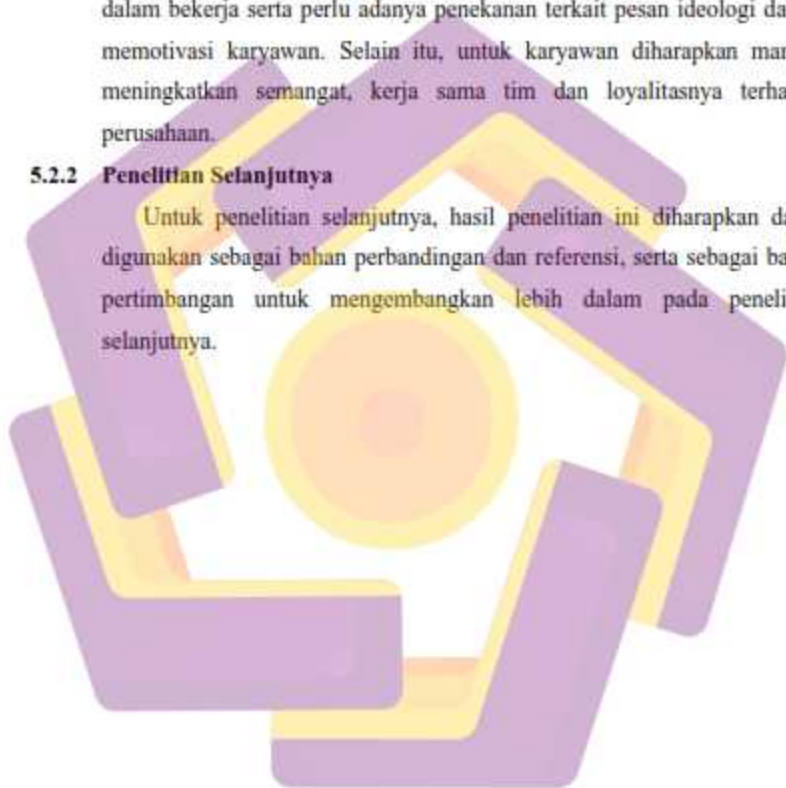 dalam bekerja serta perlu adanya penekanan terkait pesan ideologi da
memotivasi karyawan. Selain itu, untuk karyawan diharapkan mam
meningkatkan semangat, kerja sama tim dan loyalitasnya terha
perusahaan.
5.2.2 Penelitian Selanjutnya
Untuk penelitian selanjutnya, hasil penelitian ini diharapkan da
digunakan sebagai bahan perbandingan dan referensi, serta sebagai ba
pertimbangan untuk mengembangkan lebih dalam pada peneli
selanjutnya.